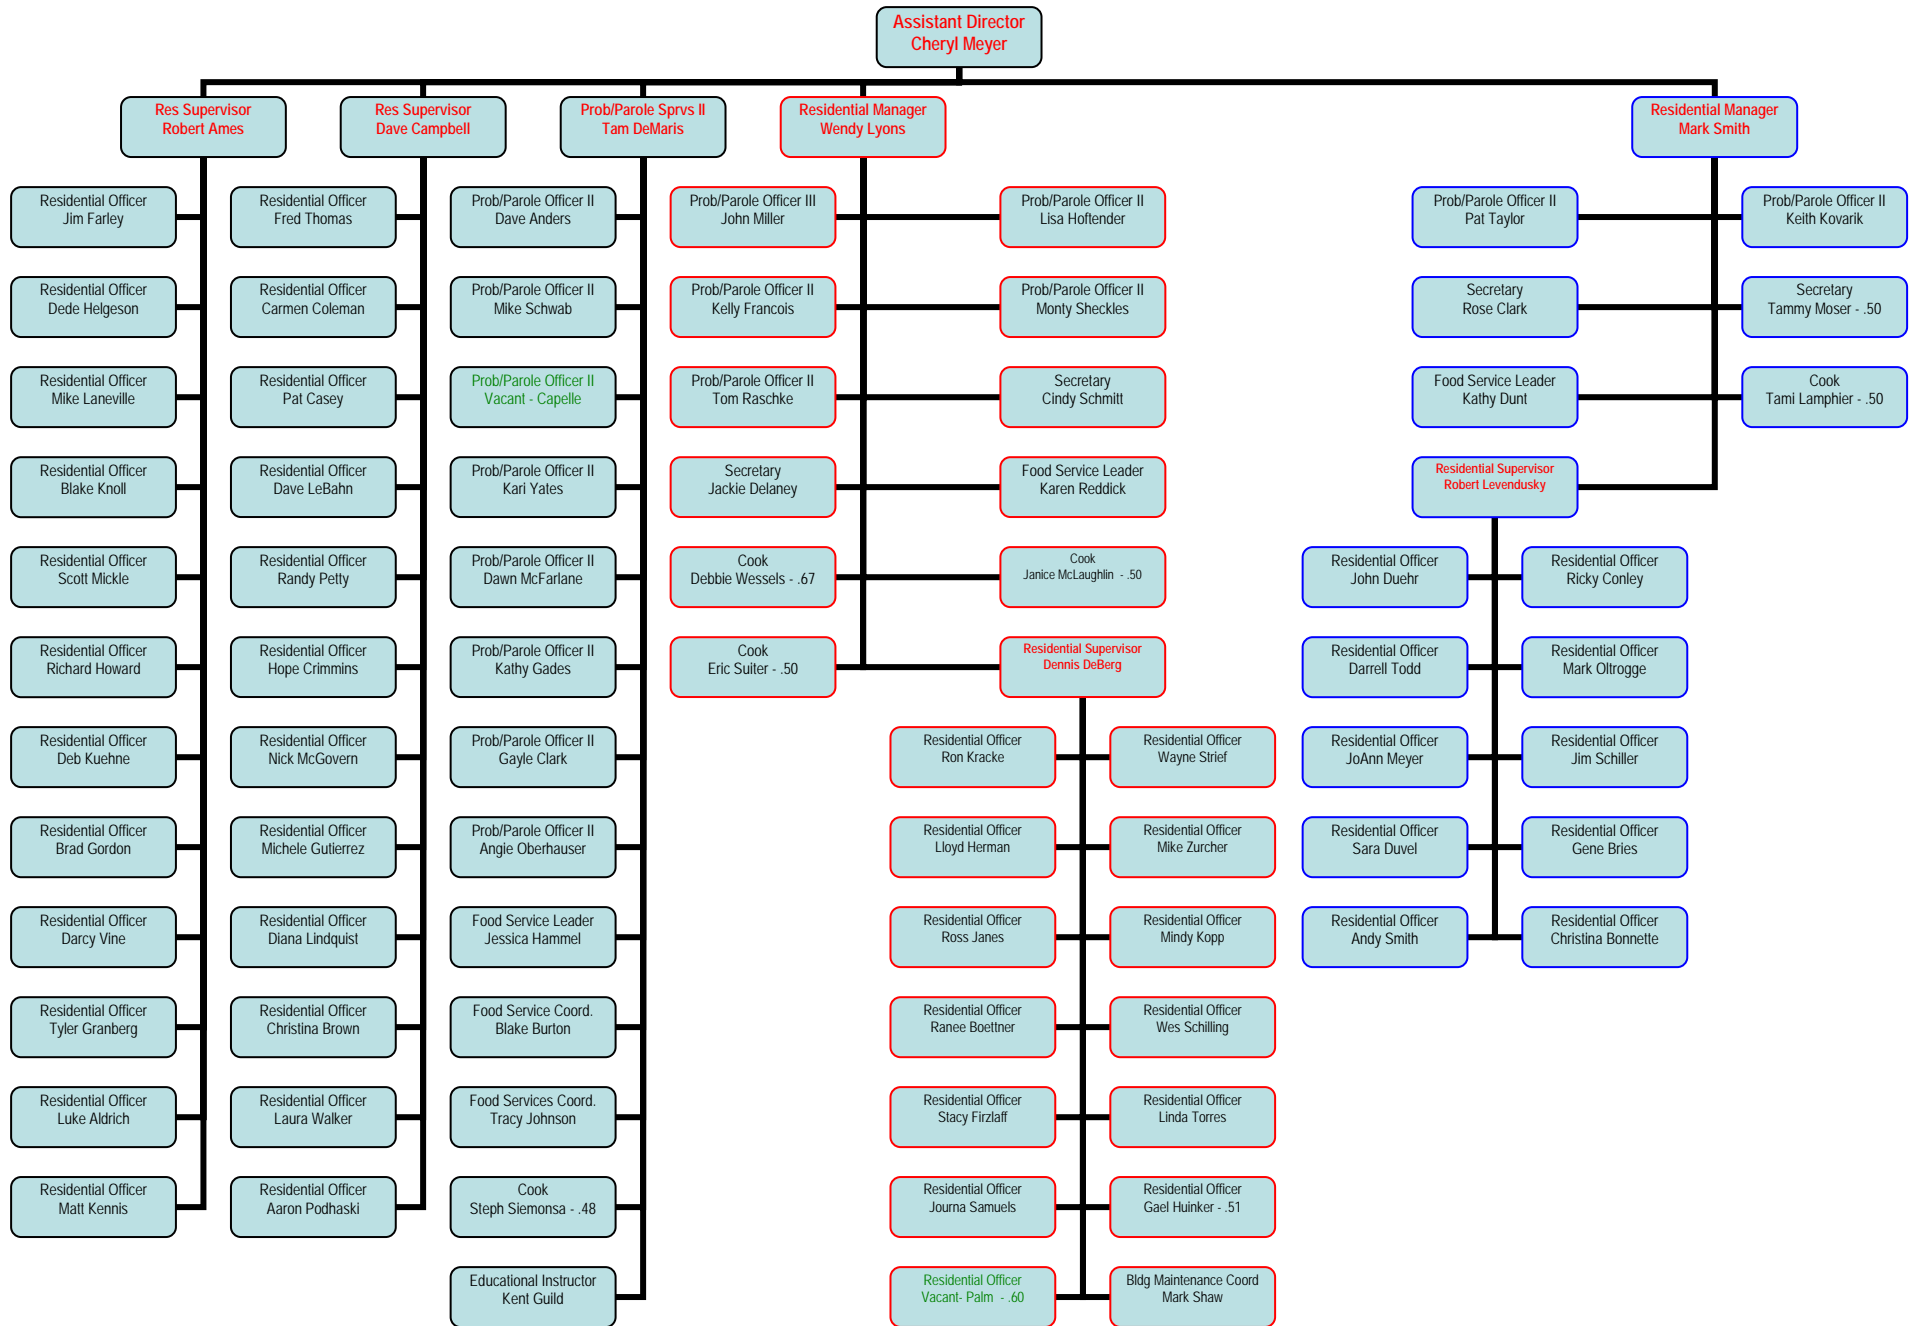 Assistant Director
Cheryl Meyer
Res Supervisor
Robert Ames
Res Supervisor
Dave Campbell
Prob/Parole Sprvs II
Tam DeMaris
Residential Manager
Wendy Lyons
Residential Manager
Mark Smith
Residential Officer
Jim Farley
Residential Officer
Fred Thomas
Prob/Parole Officer II
Dave Anders
Prob/Parole Officer III
John Miller
Prob/Parole Officer II
Lisa Hoftender
Prob/Parole Officer II
Pat Taylor
Prob/Parole Officer II
Keith Kovarik
Residential Officer
Dede Helgeson
Residential Officer
Carmen Coleman
Prob/Parole Officer II
Mike Schwab
Prob/Parole Officer II
Kelly Francois
Prob/Parole Officer II
Monty Sheckles
Secretary
Rose Clark
Secretary
Tammy Moser - .50
Residential Officer
Mike Laneville
Residential Officer
Pat Casey
Prob/Parole Officer II
Vacant - Capelle
Prob/Parole Officer II
Tom Raschke
Secretary
Cindy Schmitt
Food Service Leader
Kathy Dunt
Cook
Tami Lamphier - .50
Residential Officer
Blake Knoll
Residential Officer
Dave LeBahn
Prob/Parole Officer II
Kari Yates
Secretary
Jackie Delaney
Food Service Leader
Karen Reddick
Residential Supervisor
Robert Levendusky
Residential Officer
Scott Mickle
Residential Officer
Randy Petty
Prob/Parole Officer II
Dawn McFarlane
Cook
Debbie Wessels - .67
Cook
Janice McLaughlin - .50
Residential Officer
John Duehr
Residential Officer
Ricky Conley
Residential Officer
Richard Howard
Residential Officer
Hope Crimmins
Prob/Parole Officer II
Kathy Gades
Cook
Eric Suiter - .50
Residential Supervisor
Dennis DeBerg
Residential Officer
Darrell Todd
Residential Officer
Mark Oltrogge
Residential Officer
Deb Kuehne
Residential Officer
Nick McGovern
Prob/Parole Officer II
Gayle Clark
Residential Officer
Ron Kracke
Residential Officer
Wayne Strief
Residential Officer
JoAnn Meyer
Residential Officer
Jim Schiller
Residential Officer
Brad Gordon
Residential Officer
Michele Gutierrez
Prob/Parole Officer II
Angie Oberhauser
Residential Officer
Lloyd Herman
Residential Officer
Mike Zurcher
Residential Officer
Sara Duvel
Residential Officer
Gene Bries
Residential Officer
Darcy Vine
Residential Officer
Diana Lindquist
Food Service Leader
Jessica Hammel
Residential Officer
Ross Janes
Residential Officer
Mindy Kopp
Residential Officer
Andy Smith
Residential Officer
Christina Bonnette
Residential Officer
Tyler Granberg
Residential Officer
Christina Brown
Food Service Coord.
Blake Burton
Residential Officer
Ranee Boettner
Residential Officer
Wes Schilling
Residential Officer
Luke Aldrich
Residential Officer
Laura Walker
Food Services Coord.
Tracy Johnson
Residential Officer
Stacy Firzlaff
Residential Officer
Linda Torres
Residential Officer
Matt Kennis
Residential Officer
Aaron Podhaski
Cook
Steph Siemonsa - .48
Residential Officer
Journa Samuels
Residential Officer
Gael Huinker - .51
Educational Instructor
Kent Guild
Residential Officer
Vacant- Palm - .60
Bldg Maintenance Coord
Mark Shaw